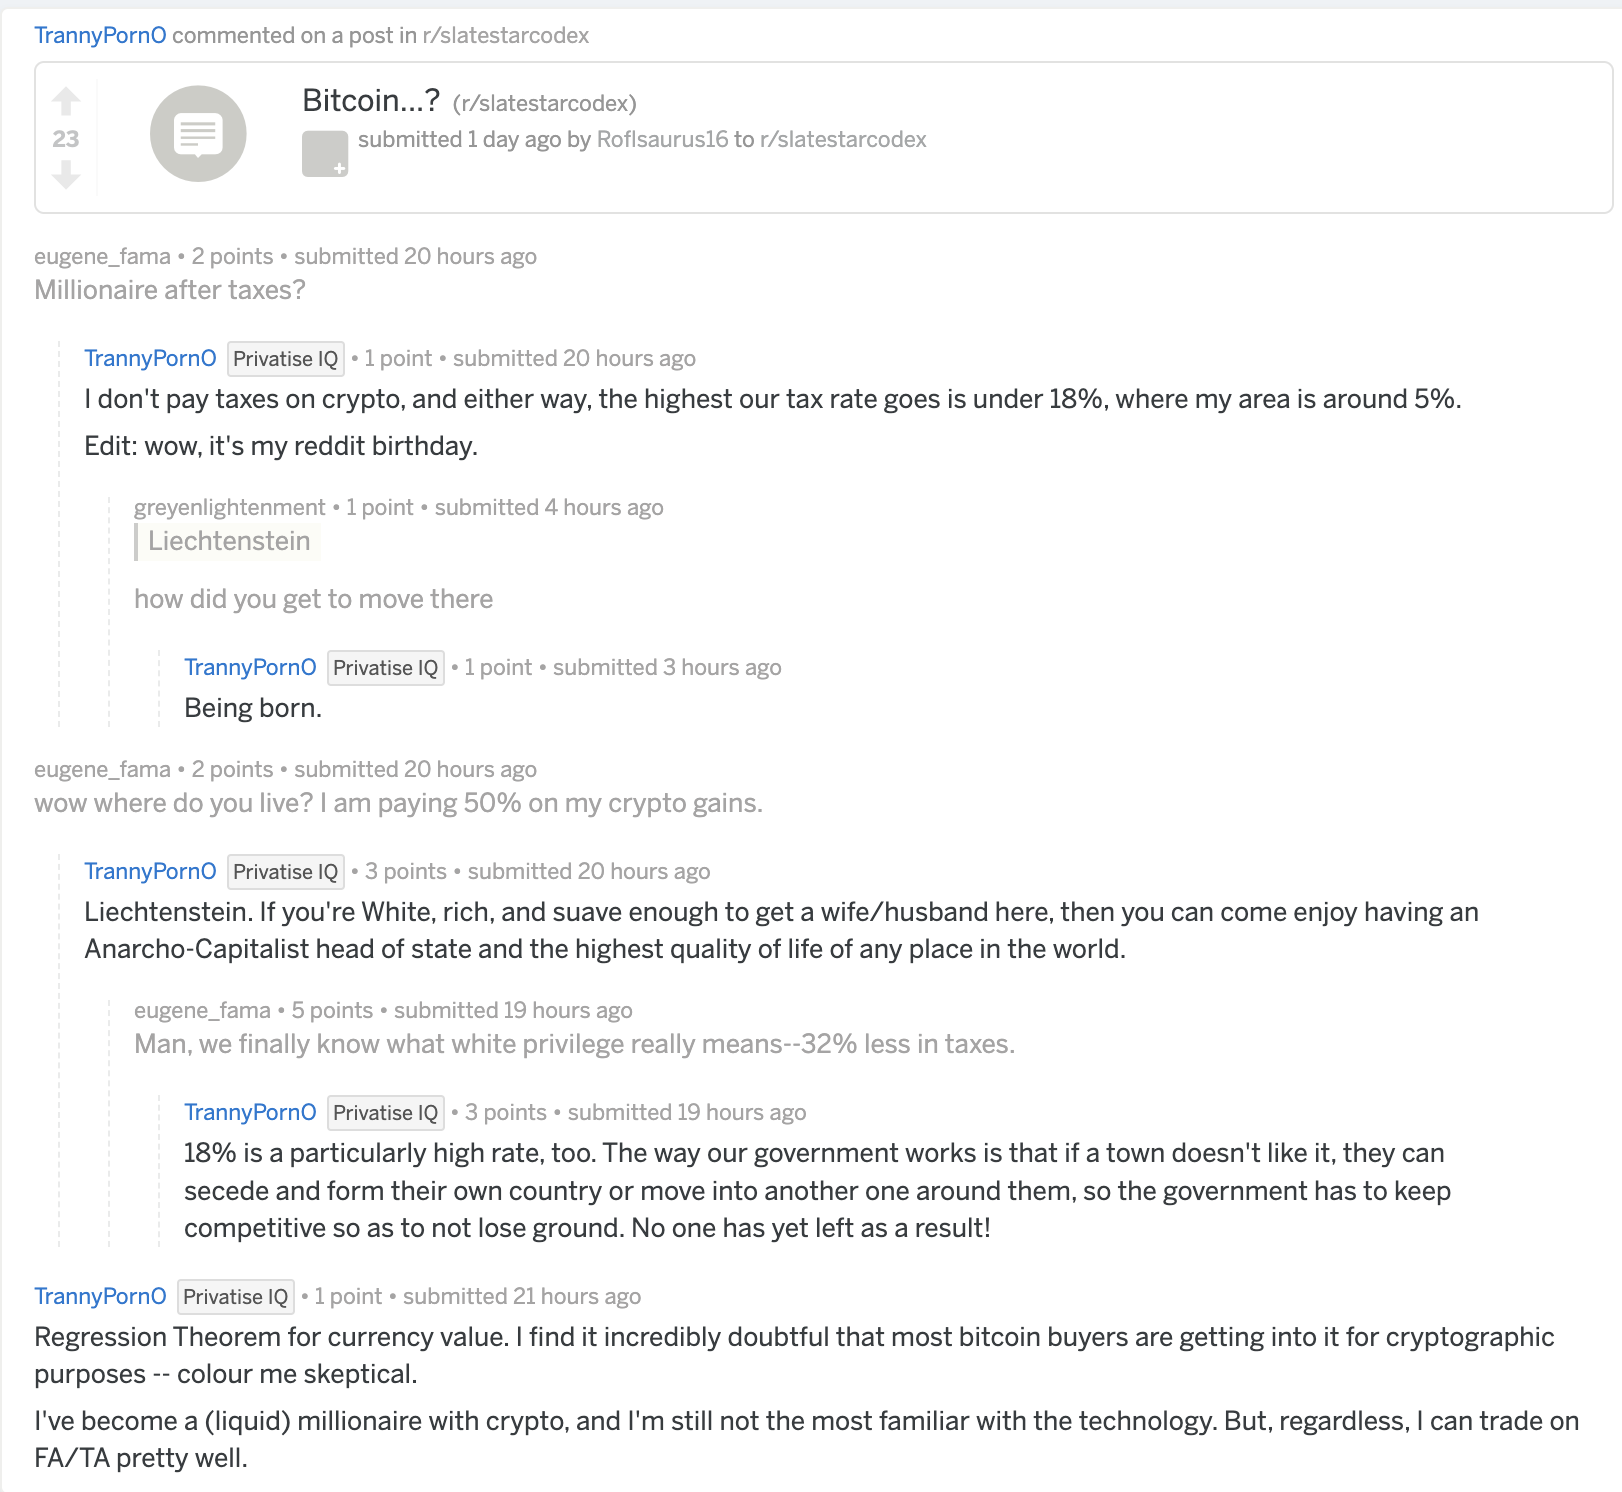 TrannyPornO commented on a post in r/slatestarcodex
Bitcoin...? (r/slatestarcodex)
23
submitted 1 day ago by Roflsaurus16 to r/slatestarcodex
eugene_fama • 2 points • submitted 20 hours ago
Millionaire after taxes?
TrannyPornO Privatise IQ • 1 point • submitted 20 hours ago
I don't pay taxes on crypto, and either way, the highest our tax rate goes is under 18%, where my area is around 5%.
Edit: wow, it's my reddit birthday.
greyenlightenment • 1 point • submitted 4 hours ago
Liechtenstein
how did you get to move there
TrannyPornO Privatise IQ • 1 point • submitted 3 hours ago
Being born.
eugene_fama • 2 points • submitted 20 hours ago
wow where do you live? I am paying 50% on my crypto gains.
TrannyPornO Privatise IQ • 3 points • submitted 20 hours ago
Liechtenstein. If you're White, rich, and suave enough to get a wife/husband here, then you can come enjoy having an
Anarcho-Capitalist head of state and the highest quality of life of any place in the world.
eugene_fama • 5 points • submitted 19 hours ago
Man, we finally know what white privilege really means--32% less in taxes.
TrannyPornO Privatise IQ • 3 points • submitted 19 hours ago
18% is a particularly high rate, too. The way our government works is that if a town doesn't like it, they can
secede and form their own country or move into another one around them, so the government has to keep
competitive so as to not lose ground. No one has yet left as a result!
TrannyPornO Privatise IQ • 1 point • submitted 21 hours ago
Regression Theorem for currency value. I find it incredibly doubtful that most bitcoin buyers are getting into it for cryptographic
purposes -- colour me skeptical.
I've become a (liquid) millionaire with crypto, and I'm still not the most familiar with the technology. But, regardless, I can trade on
FA/TA pretty well.